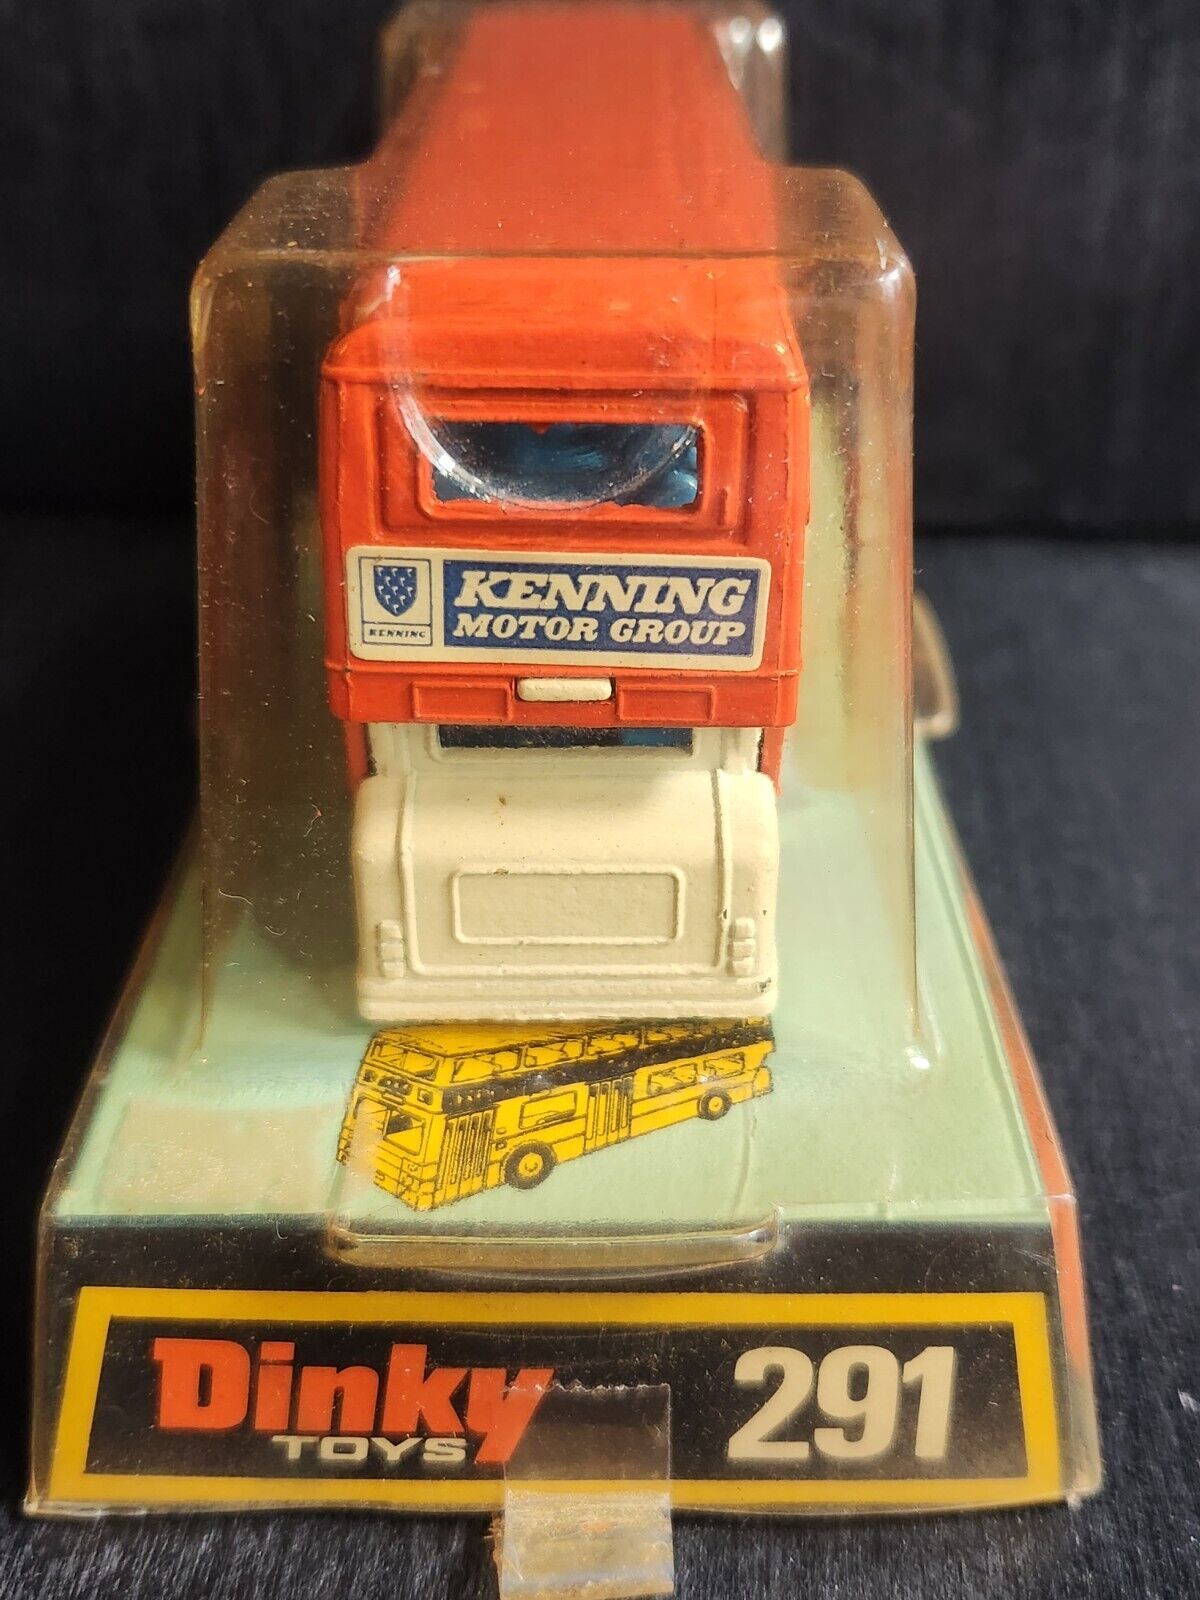 KENNING
KENNING
MOTOR GROUP
Dinky
TOYS
291